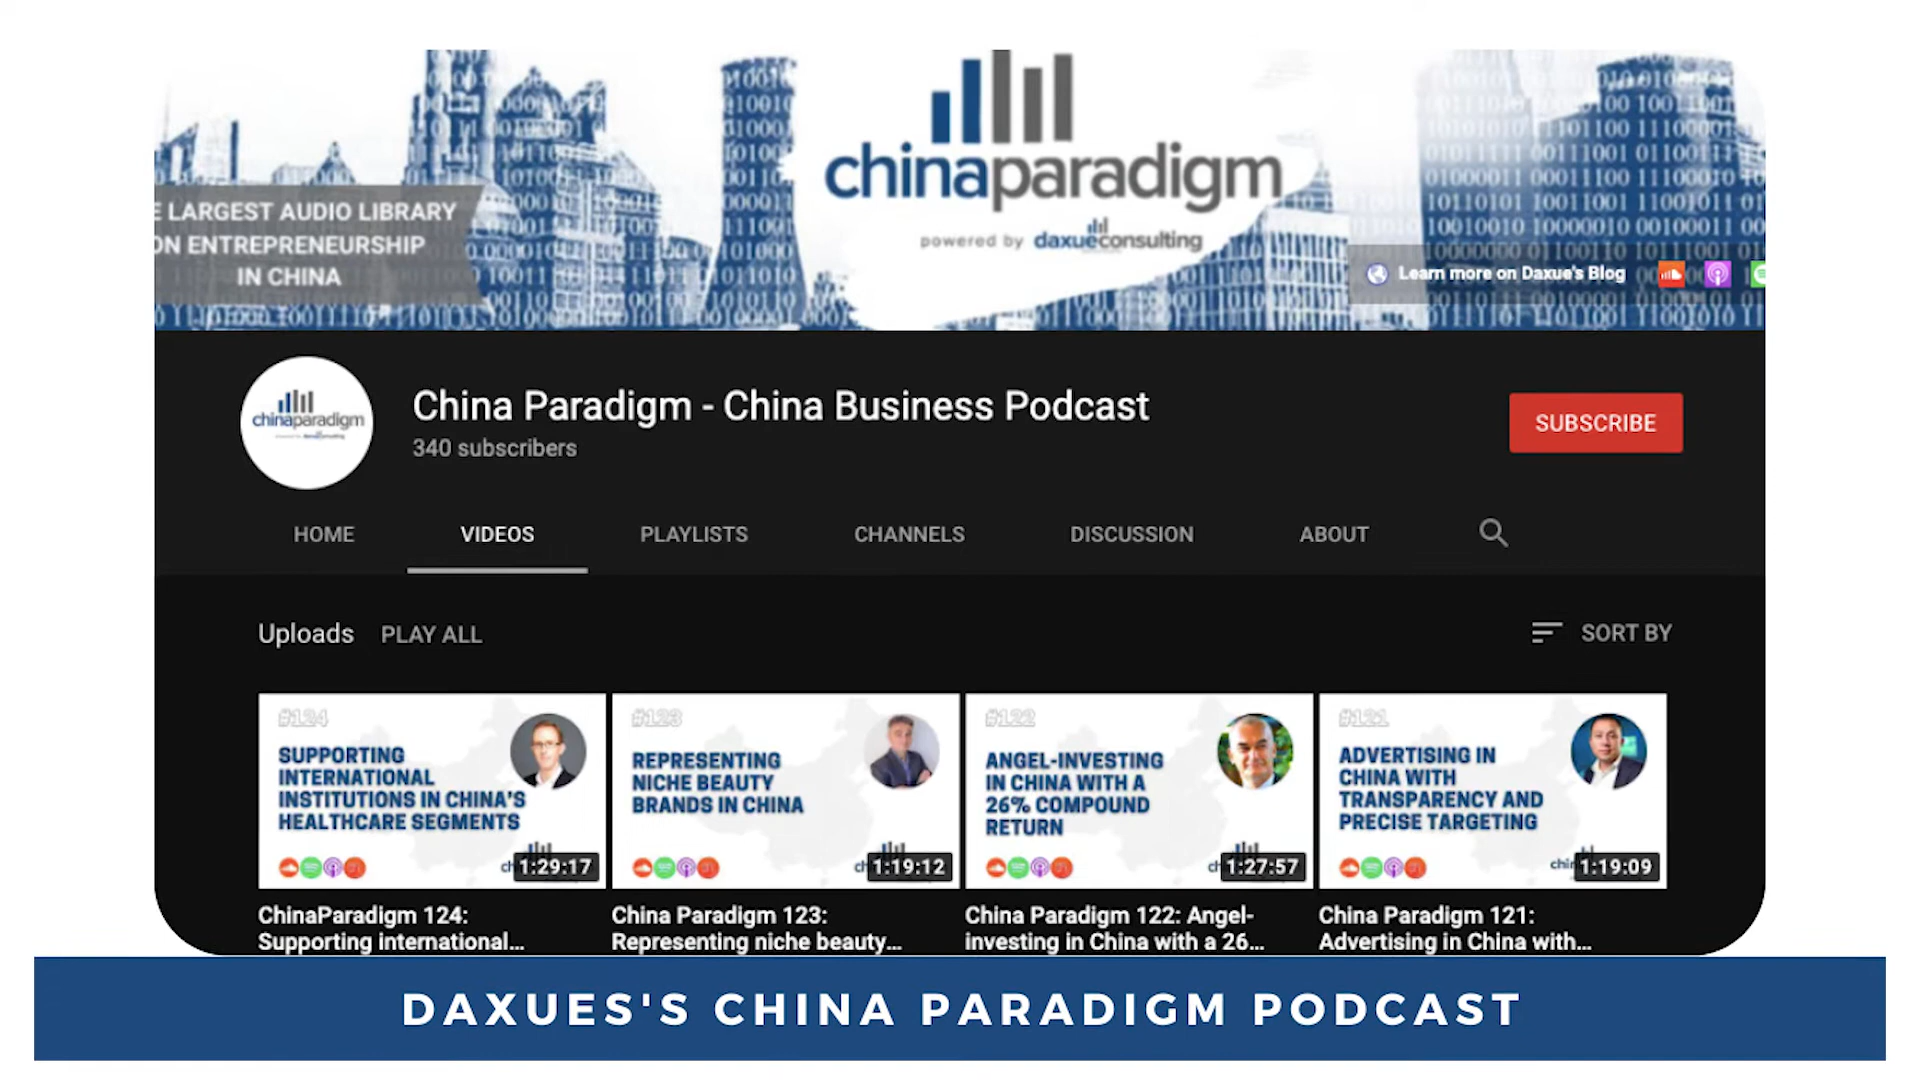 chinaparadigm
powered by daxueconsulting
E LARGEST AUDIO LIBRARY
ON ENTREPRENEURSHIP
IN CHINA
Learn more on Daxue's Blog
chinaparadigm
China Paradigm - China Business Podcast
340 subscribers
SUBSCRIBE
HOME VIDEOS PLAYLISTS CHANNELS DISCUSSION ABOUT
Uploads PLAY ALL
SORT BY
#124
SUPPORTING
INTERNATIONAL
INSTITUTIONS IN CHINA'S
HEALTHCARE SEGMENTS
1:29:17
ChinaParadigm 124:
Supporting international...
#123
REPRESENTING
NICHE BEAUTY
BRANDS IN CHINA
1:19:12
China Paradigm 123:
Representing niche beauty...
#122
ANGEL-INVESTING
IN CHINA WITH A
26% COMPOUND
RETURN
1:27:57
China Paradigm 122: Angel-
investing in China with a 26...
#121
ADVERTISING IN
CHINA WITH
TRANSPARENCY AND
PRECISE TARGETING
1:19:09
China Paradigm 121:
Advertising in China with...
DAXUES'S CHINA PARADIGM PODCAST